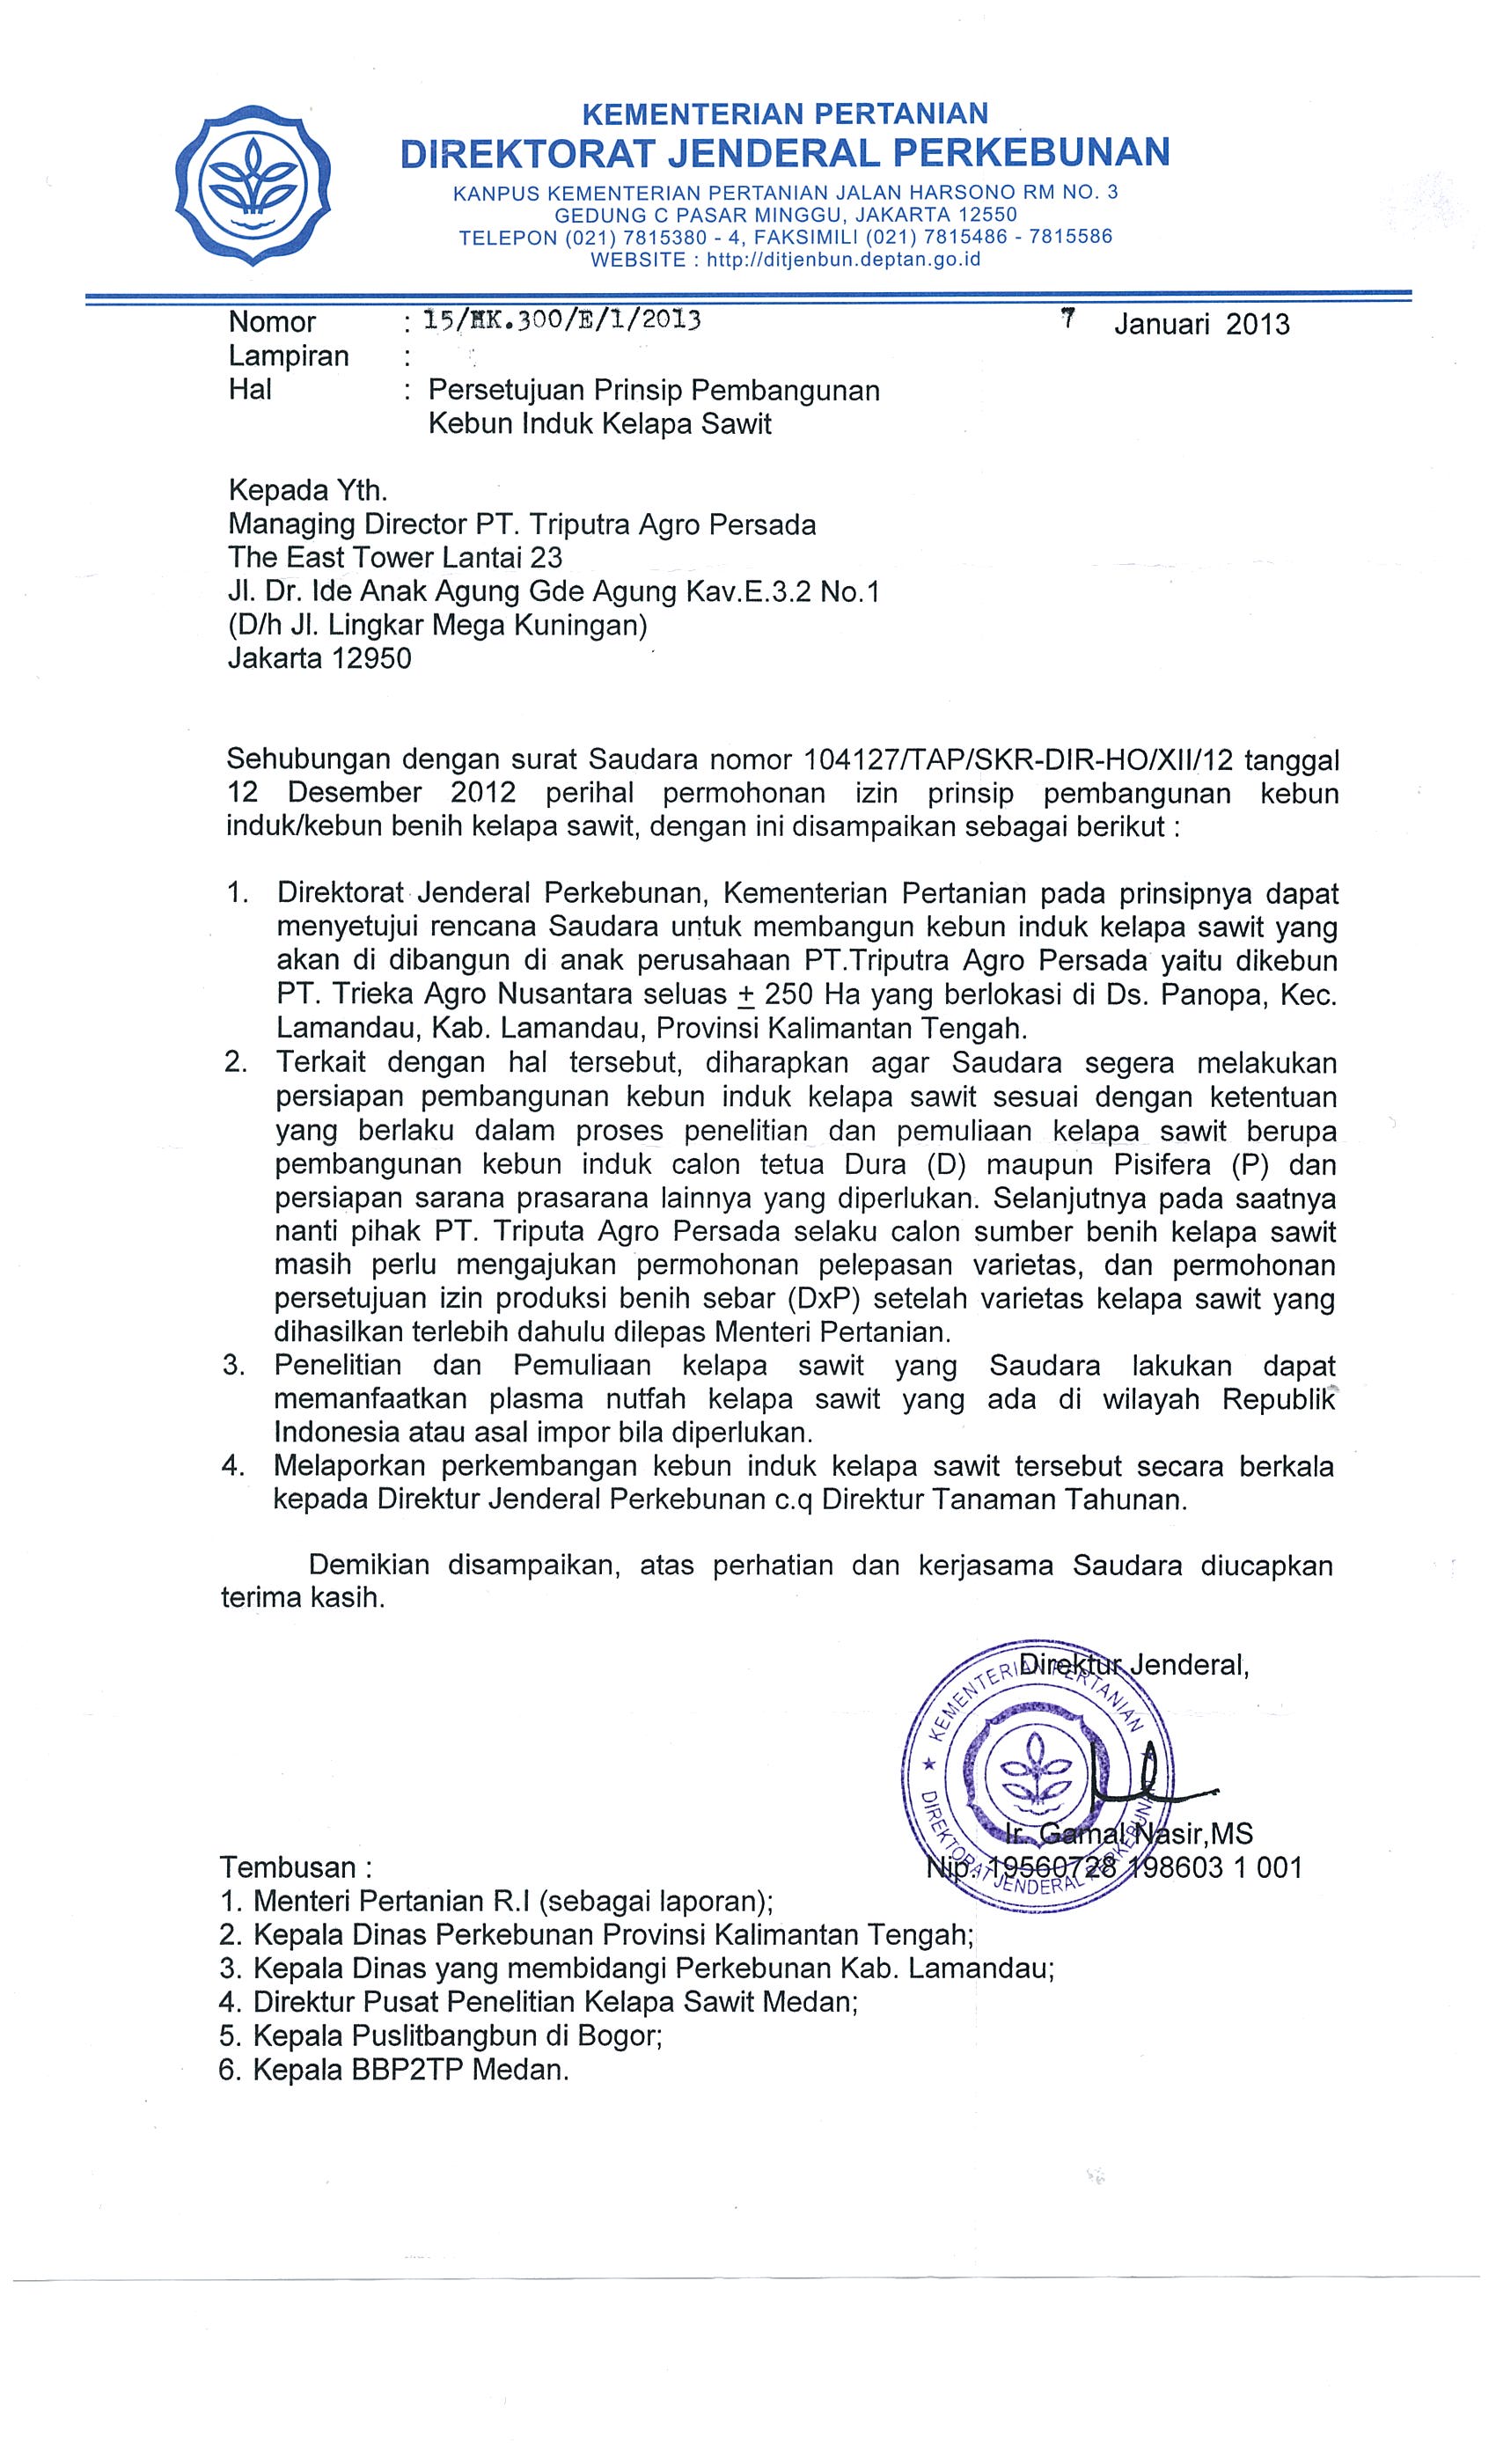 KEMENTERIAN PERTANIAN
DIREKTORAT JENDERAL PERKEBUNAN
KANPUS KEMENTERIAN PERTANIAN JALAN HARSONO RM NO. 3
GEDUNG C PASAR MINGGU, JAKARTA 12550
TELEPON (021) 7815380 - 4, FAKSIMILI (021) 7815486 - 7815586
WEBSITE : http://ditjenbun.deptan.go.id
Nomor : 15/HK.300/E/1/2013 7 Januari 2013
Lampiran :
Hal : Persetujuan Prinsip Pembangunan
Kebun Induk Kelapa Sawit
Kepada Yth.
Managing Director PT. Triputra Agro Persada
The East Tower Lantai 23
Jl. Dr. Ide Anak Agung Gde Agung Kav.E.3.2 No.1
(D/h Jl. Lingkar Mega Kuningan)
Jakarta 12950
Sehubungan dengan surat Saudara nomor 104127/TAP/SKR-DIR-HO/XII/12 tanggal
12 Desember 2012 perihal permohonan izin prinsip pembangunan kebun
induk/kebun benih kelapa sawit, dengan ini disampaikan sebagai berikut :
1. Direktorat Jenderal Perkebunan, Kementerian Pertanian pada prinsipnya dapat
menyetujui rencana Saudara untuk membangun kebun induk kelapa sawit yang
akan di dibangun di anak perusahaan PT.Triputra Agro Persada yaitu dikebun
PT. Trieka Agro Nusantara seluas ± 250 Ha yang berlokasi di Ds. Panopa, Kec.
Lamandau, Kab. Lamandau, Provinsi Kalimantan Tengah.
2. Terkait dengan hal tersebut, diharapkan agar Saudara segera melakukan
persiapan pembangunan kebun induk kelapa sawit sesuai dengan ketentuan
yang berlaku dalam proses penelitian dan pemuliaan kelapa sawit berupa
pembangunan kebun induk calon tetua Dura (D) maupun Pisifera (P) dan
persiapan sarana prasarana lainnya yang diperlukan. Selanjutnya pada saatnya
nanti pihak PT. Triputa Agro Persada selaku calon sumber benih kelapa sawit
masih perlu mengajukan permohonan pelepasan varietas, dan permohonan
persetujuan izin produksi benih sebar (DxP) setelah varietas kelapa sawit yang
dihasilkan terlebih dahulu dilepas Menteri Pertanian.
3. Penelitian dan Pemuliaan kelapa sawit yang Saudara lakukan dapat
memanfaatkan plasma nutfah kelapa sawit yang ada di wilayah Republik
Indonesia atau asal impor bila diperlukan.
4. Melaporkan perkembangan kebun induk kelapa sawit tersebut secara berkala
kepada Direktur Jenderal Perkebunan c.q Direktur Tanaman Tahunan.
Demikian disampaikan, atas perhatian dan kerjasama Saudara diucapkan
terima kasih.
Direktur Jenderal,
KEMENTERIAN PERTANIAN
DIREKTORAT JENDERAL PERKEBUNAN
Ir. Gamal Nasir,MS
Nip. 19560728 198603 1 001
Tembusan :
1. Menteri Pertanian R.I (sebagai laporan);
2. Kepala Dinas Perkebunan Provinsi Kalimantan Tengah;
3. Kepala Dinas yang membidangi Perkebunan Kab. Lamandau;
4. Direktur Pusat Penelitian Kelapa Sawit Medan;
5. Kepala Puslitbangbun di Bogor;
6. Kepala BBP2TP Medan.